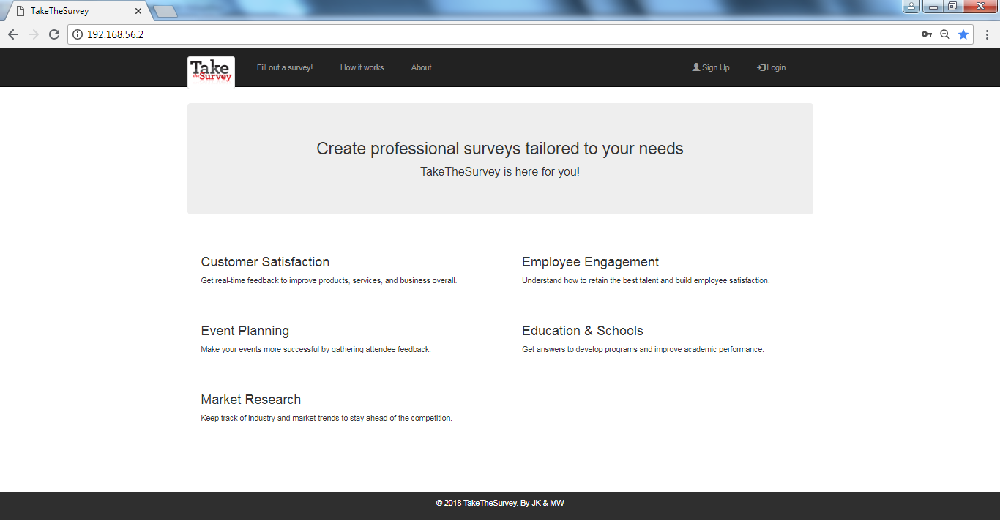 TakeTheSurvey
192.168.56.2
Take
the Survey
Fill out a survey!
How it works
About
Sign Up
Login
Create professional surveys tailored to your needs
TakeTheSurvey is here for you!
Customer Satisfaction
Get real-time feedback to improve products, services, and business overall.
Employee Engagement
Understand how to retain the best talent and build employee satisfaction.
Event Planning
Make your events more successful by gathering attendee feedback.
Education & Schools
Get answers to develop programs and improve academic performance.
Market Research
Keep track of industry and market trends to stay ahead of the competition.
© 2018 TakeTheSurvey. By JK & MW